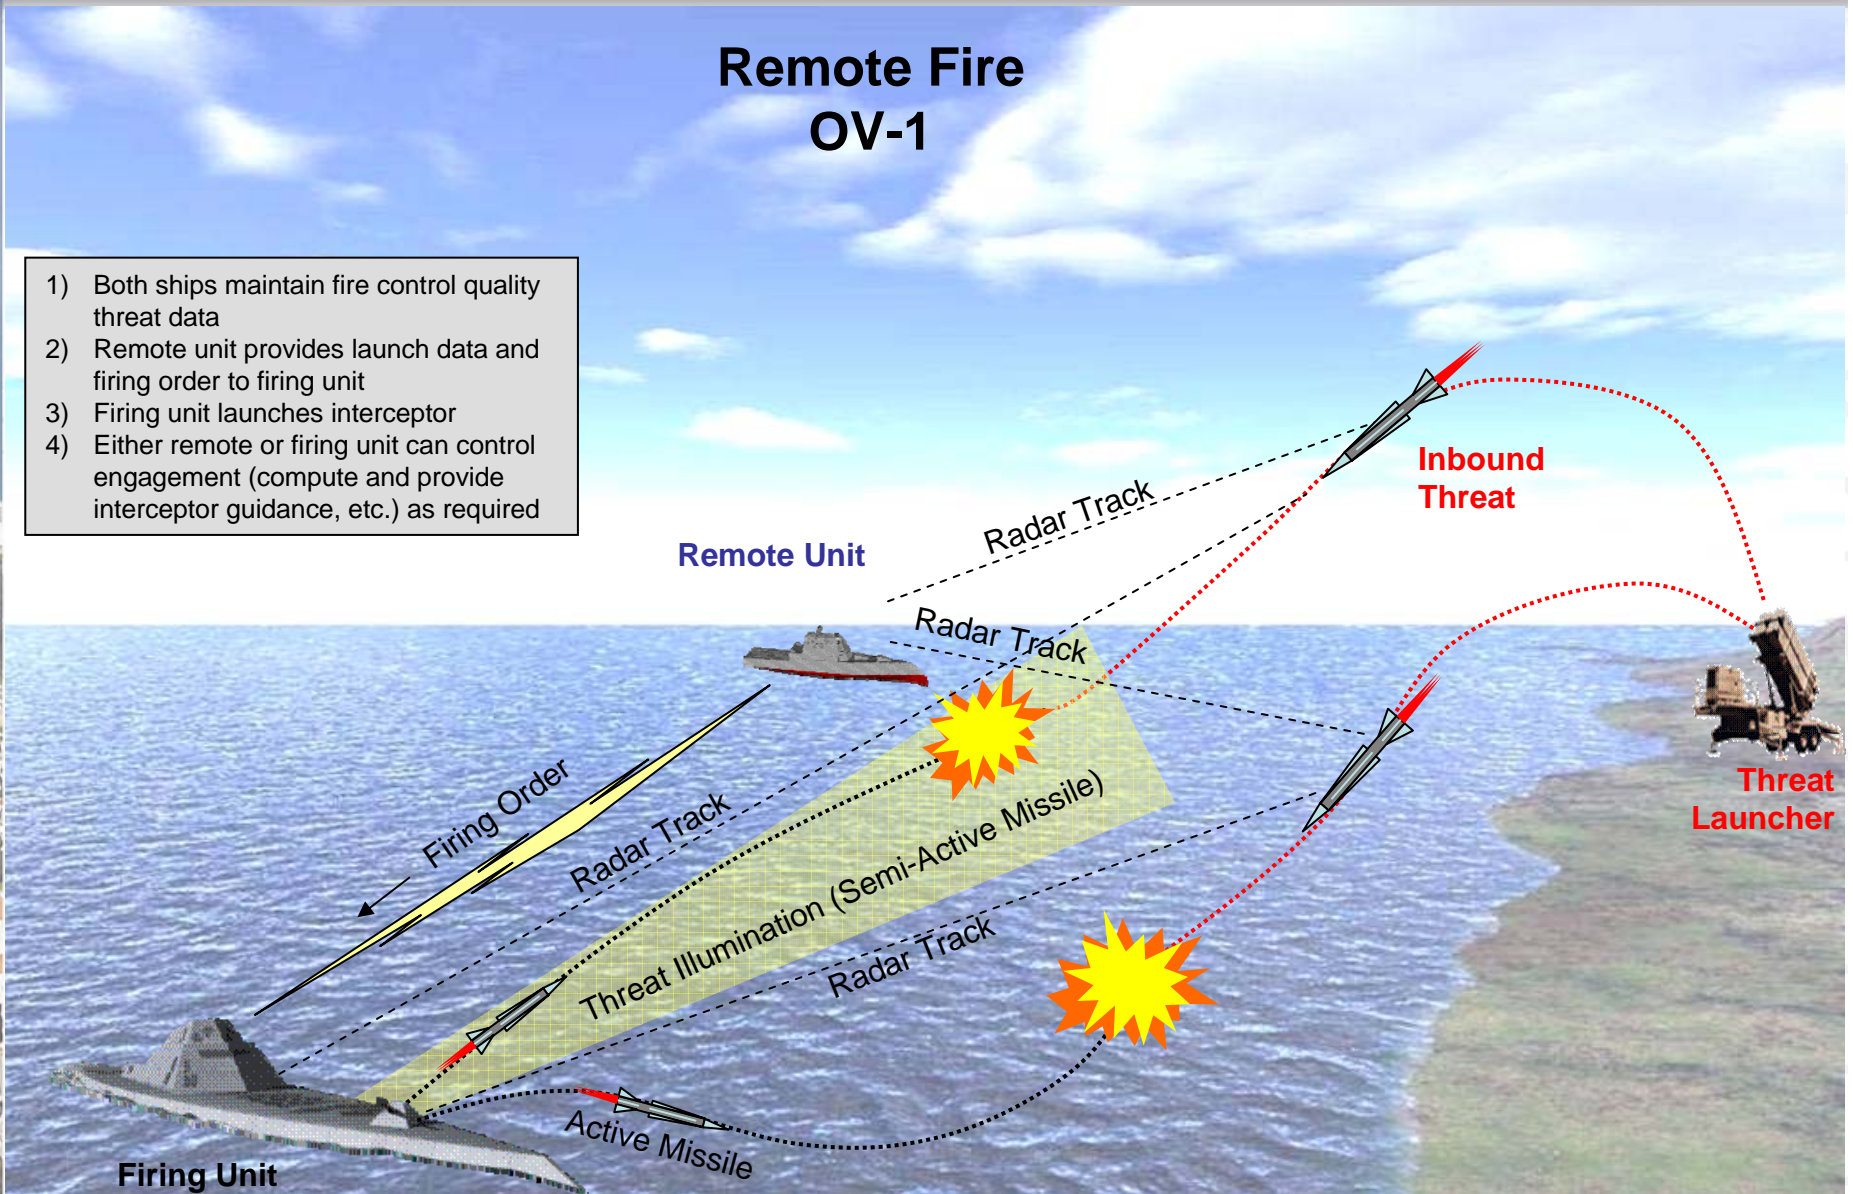 Remote Fire
OV-1
1) Both ships maintain fire control quality
threat data
2) Remote unit provides launch data and
firing order to firing unit
3) Firing unit launches interceptor
4) Either remote or firing unit can control
engagement (compute and provide
interceptor guidance, etc.) as required
Inbound
Threat
Radar Track
Remote Unit
Radar Track
Threat
Launcher
Firing Order
Radar Track
Threat Illumination (Semi-Active Missile)
Radar Track
Active Missile
Firing Unit